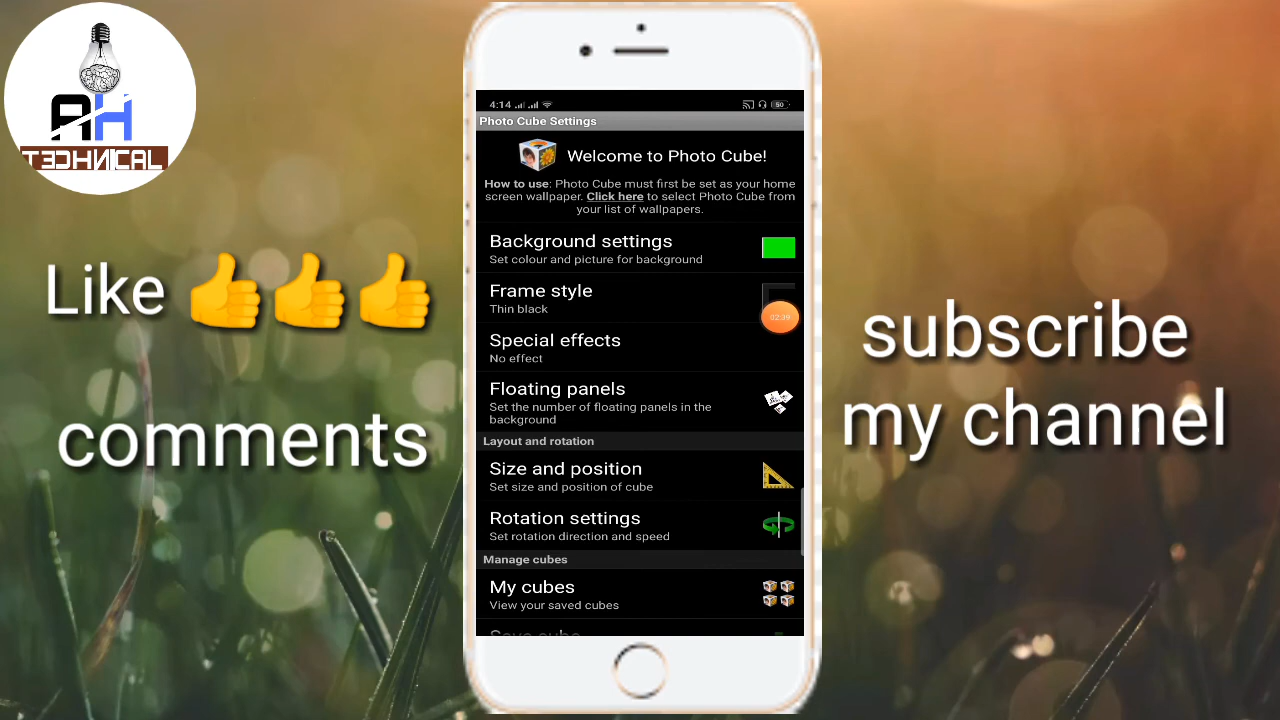 AH
TECHNICAL
Like 👍👍👍
comments
4:14
50
Photo Cube Settings
Welcome to Photo Cube!
How to use: Photo Cube must first be set as your home
screen wallpaper. Click here to select Photo Cube from
your list of wallpapers.
Background settings
Set colour and picture for background
Frame style
Thin black
02:39
Special effects
No effect
Floating panels
Set the number of floating panels in the
background
Layout and rotation
Size and position
Set size and position of cube
Rotation settings
Set rotation direction and speed
Manage cubes
My cubes
View your saved cubes
Save cube
subscribe
my channel